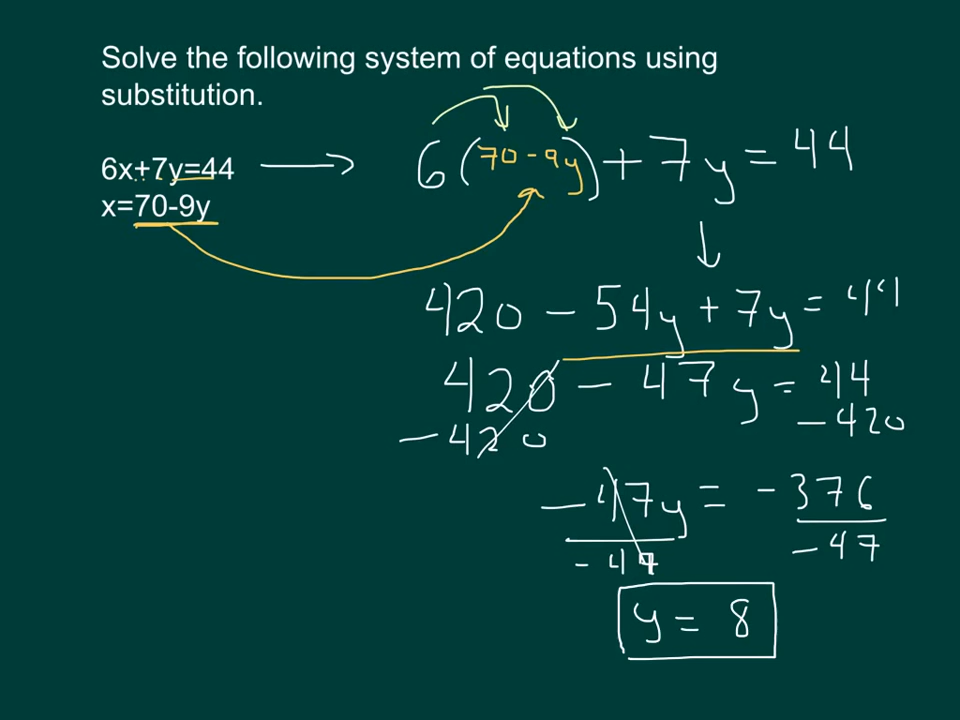 Solve the following system of equations using
substitution.
6x+7y=44
x=70-9y
6(70-9y)+7y=44
420-54y+7y=44
420-47y=44
-420 -420
-47y=-376
-47 -47
y=8